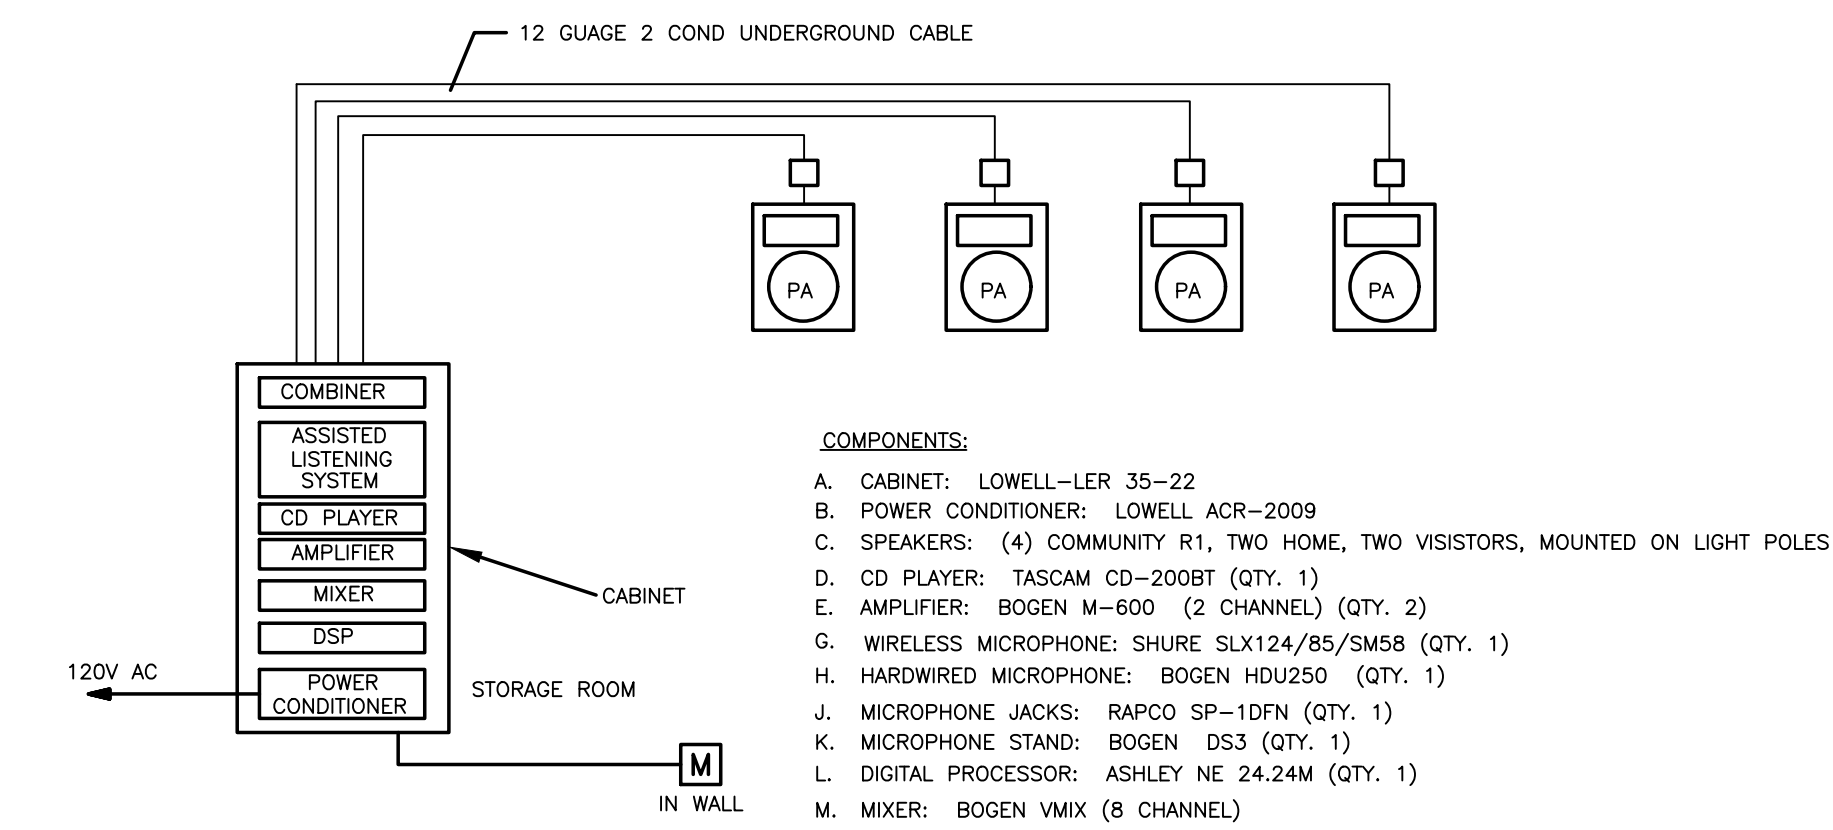 12 GUAGE 2 COND UNDERGROUND CABLE
PA
PA
PA
PA
COMBINER
ASSISTED
LISTENING
SYSTEM
CD PLAYER
AMPLIFIER
MIXER
DSP
POWER
CONDITIONER
120V AC
CABINET
STORAGE ROOM
M
IN WALL
COMPONENTS:
A. CABINET: LOWELL-LER 35-22
B. POWER CONDITIONER: LOWELL ACR-2009
C. SPEAKERS: (4) COMMUNITY R1, TWO HOME, TWO VISISTORS, MOUNTED ON LIGHT POLES
D. CD PLAYER: TASCAM CD-200BT (QTY. 1)
E. AMPLIFIER: BOGEN M-600 (2 CHANNEL) (QTY. 2)
G. WIRELESS MICROPHONE: SHURE SLX124/85/SM58 (QTY. 1)
H. HARDWIRED MICROPHONE: BOGEN HDU250 (QTY. 1)
J. MICROPHONE JACKS: RAPCO SP-1DFN (QTY. 1)
K. MICROPHONE STAND: BOGEN DS3 (QTY. 1)
L. DIGITAL PROCESSOR: ASHLEY NE 24.24M (QTY. 1)
M. MIXER: BOGEN VMIX (8 CHANNEL)